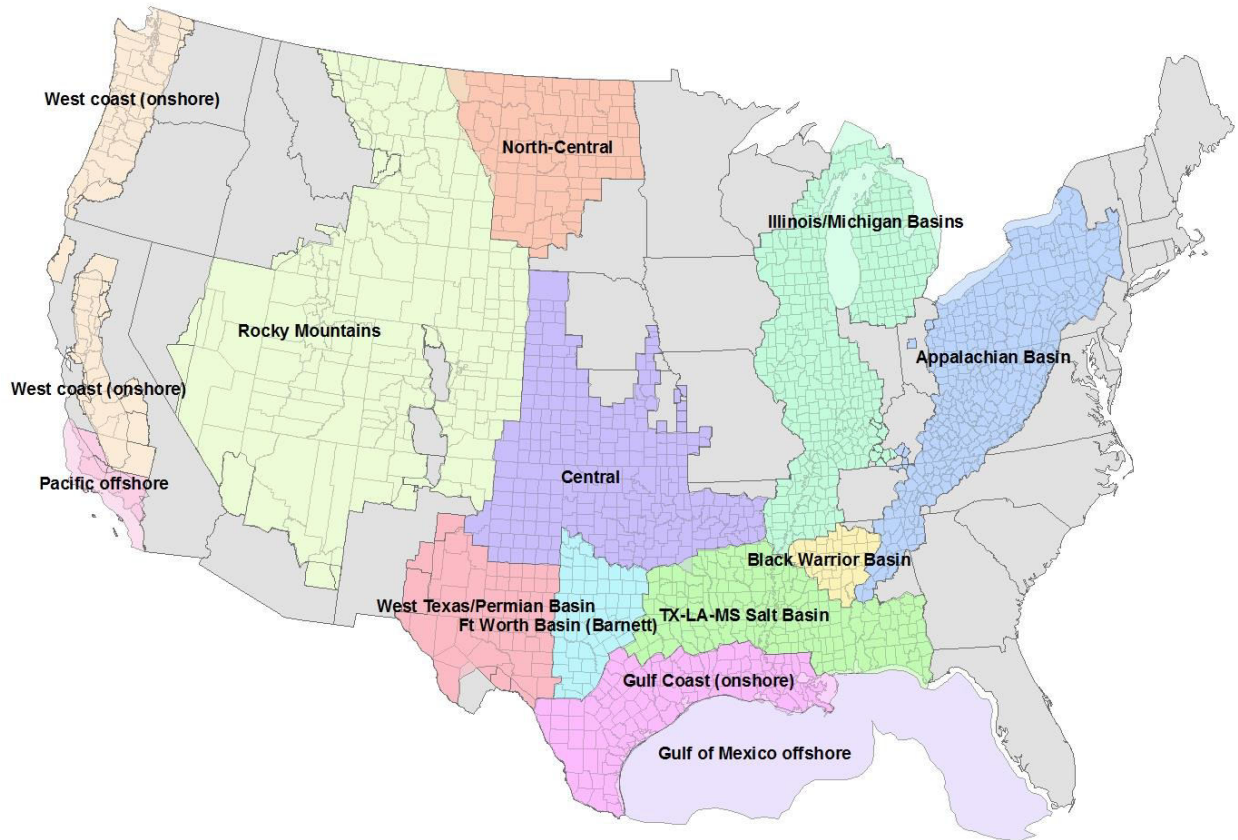 West coast (onshore)
North-Central
Illinois/Michigan Basins
Rocky Mountains
Appalachian Basin
West coast (onshore)
Central
Pacific offshore
Black Warrior Basin
West Texas/Permian Basin
TX-LA-MS Salt Basin
Ft Worth Basin (Barnett)
Gulf Coast (onshore)
Gulf of Mexico offshore